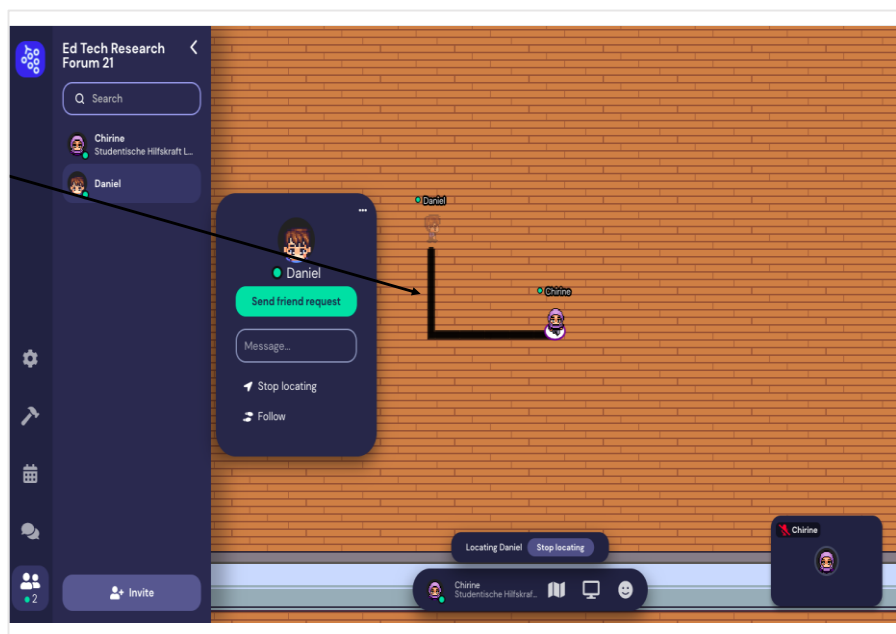 Ed Tech Research
Forum 21
Search
Chirine
Studentische Hilfskraft L...
Daniel
Daniel
Send friend request
Message...
Stop locating
Follow
Daniel
Chirine
Locating Daniel Stop locating
Chirine
Studentische Hilfskraf...
Chirine
2
Invite